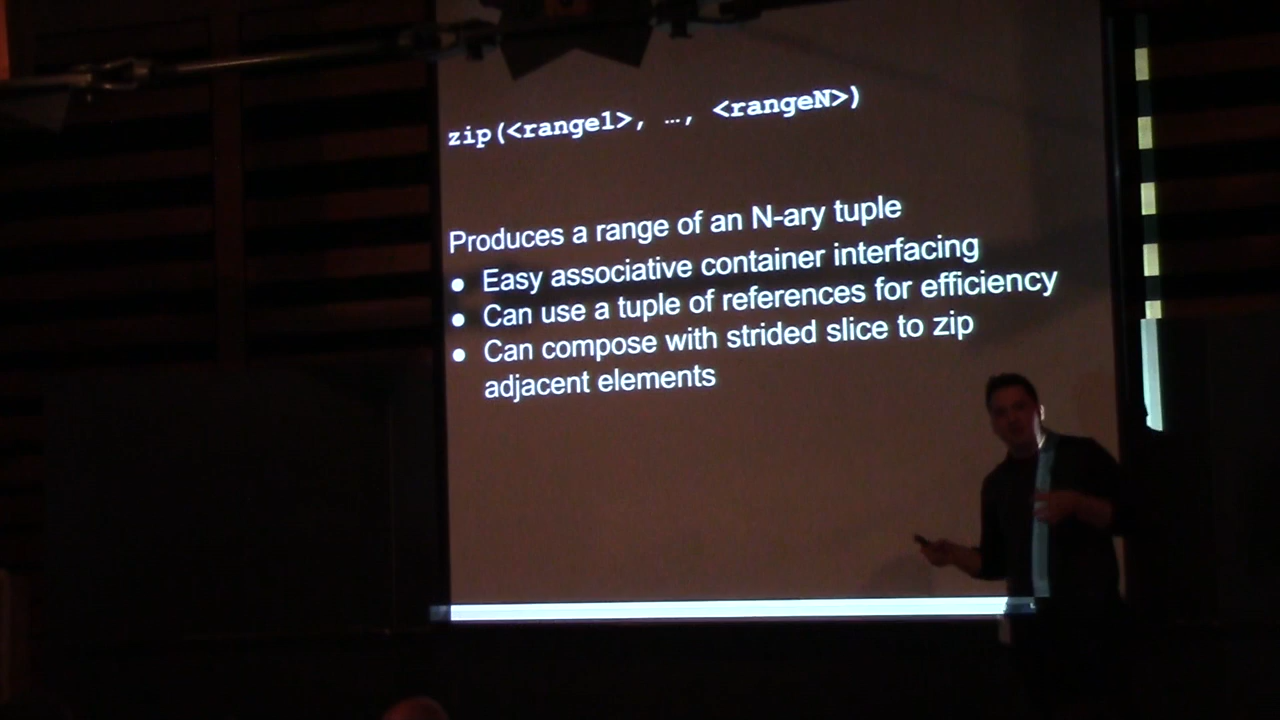 zip(<range1>, …, <rangeN>)
Produces a range of an N-ary tuple
● Easy associative container interfacing
● Can use a tuple of references for efficiency
● Can compose with strided slice to zip
adjacent elements